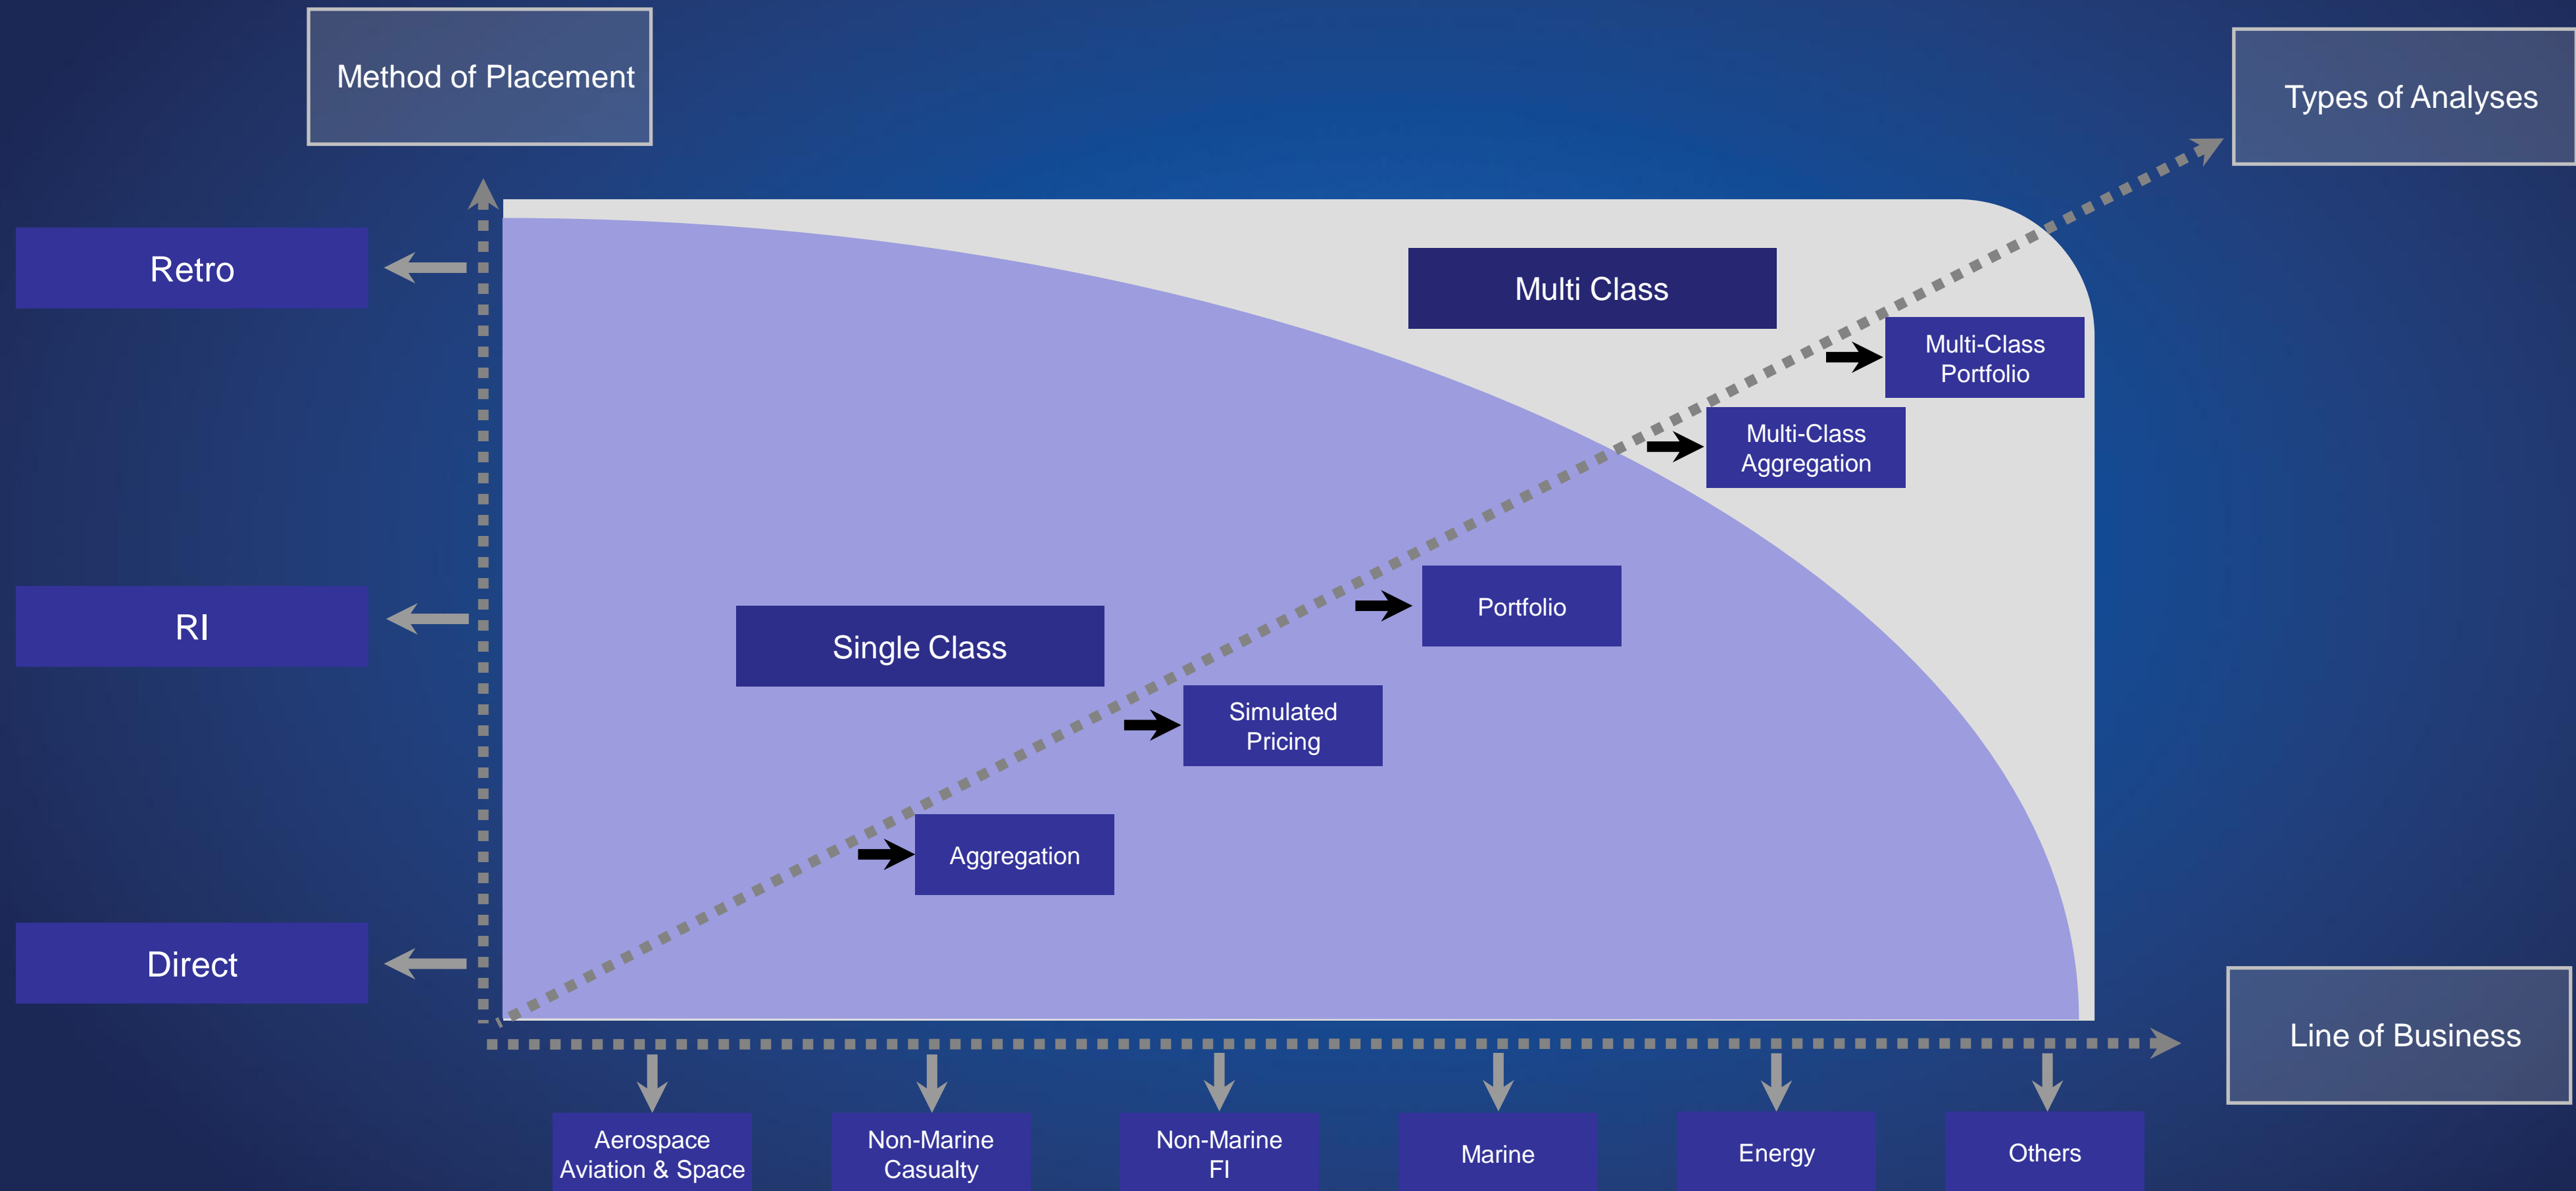 Method of Placement
Types of Analyses
Retro
Multi Class
Multi-Class
Portfolio
Multi-Class
Aggregation
RI
Single Class
Portfolio
Simulated
Pricing
Aggregation
Direct
Line of Business
Aerospace
Aviation & Space
Non-Marine
Casualty
Non-Marine
FI
Marine
Energy
Others